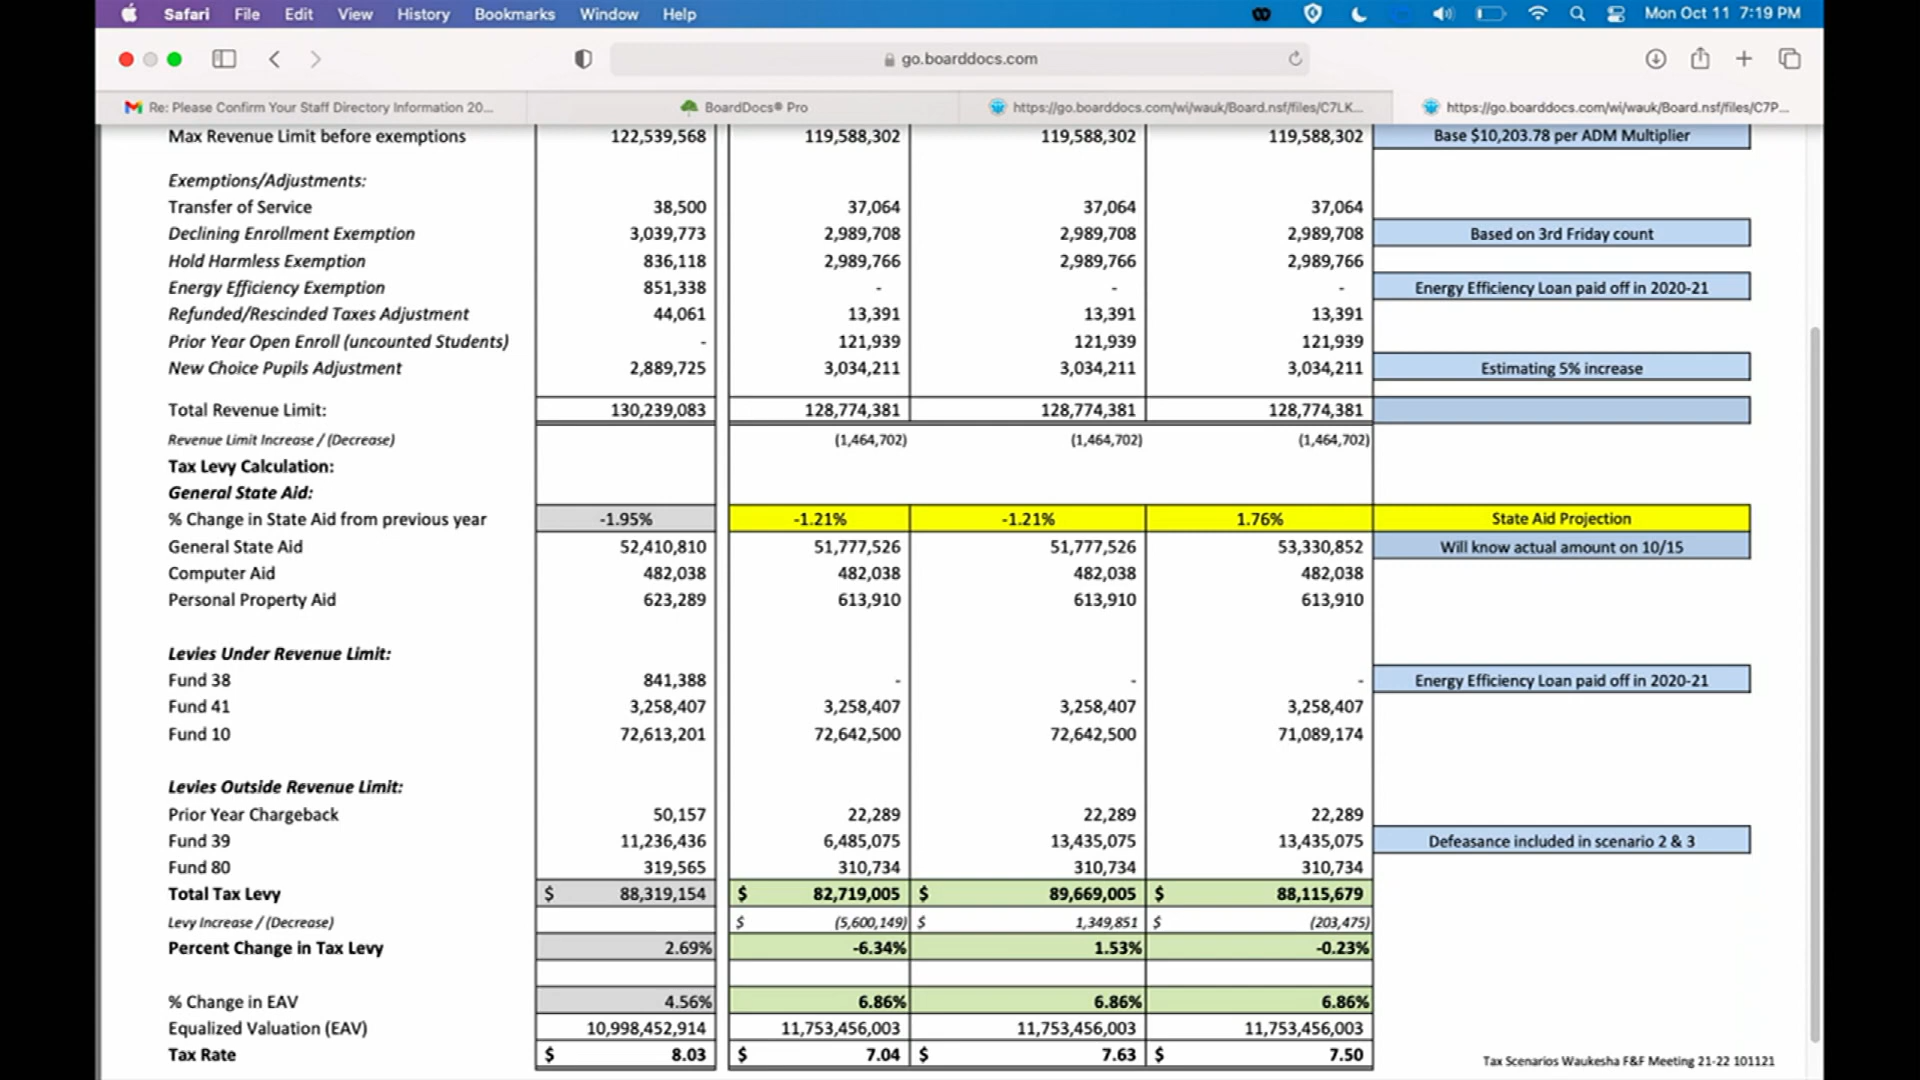 Safari File Edit View History Bookmarks Window Help Mon Oct 11 7:19 PM
go.boarddocs.com
Re: Please Confirm Your Staff Directory Information 20... BoardDocs® Pro https://go.boarddocs.com/wi/wauk/Board.nsf/files/C7LK... https://go.boarddocs.com/wi/wauk/Board.nsf/files/C7P...
Max Revenue Limit before exemptions 122,539,568 119,588,302 119,588,302 119,588,302 Base $10,203.78 per ADM Multiplier
Exemptions/Adjustments:
Transfer of Service 38,500 37,064 37,064 37,064
Declining Enrollment Exemption 3,039,773 2,989,708 2,989,708 2,989,708 Based on 3rd Friday count
Hold Harmless Exemption 836,118 2,989,766 2,989,766 2,989,766
Energy Efficiency Exemption 851,338 - - - Energy Efficiency Loan paid off in 2020-21
Refunded/Rescinded Taxes Adjustment 44,061 13,391 13,391 13,391
Prior Year Open Enroll (uncounted Students) - 121,939 121,939 121,939
New Choice Pupils Adjustment 2,889,725 3,034,211 3,034,211 3,034,211 Estimating 5% increase
Total Revenue Limit: 130,239,083 128,774,381 128,774,381 128,774,381
Revenue Limit Increase / (Decrease) (1,464,702) (1,464,702) (1,464,702)
Tax Levy Calculation:
General State Aid:
% Change in State Aid from previous year -1.95% -1.21% -1.21% 1.76% State Aid Projection
General State Aid 52,410,810 51,777,526 51,777,526 53,330,852 Will know actual amount on 10/15
Computer Aid 482,038 482,038 482,038 482,038
Personal Property Aid 623,289 613,910 613,910 613,910
Levies Under Revenue Limit:
Fund 38 841,388 - - - Energy Efficiency Loan paid off in 2020-21
Fund 41 3,258,407 3,258,407 3,258,407 3,258,407
Fund 10 72,613,201 72,642,500 72,642,500 71,089,174
Levies Outside Revenue Limit:
Prior Year Chargeback 50,157 22,289 22,289 22,289
Fund 39 11,236,436 6,485,075 13,435,075 13,435,075 Defeasance included in scenario 2 & 3
Fund 80 319,565 310,734 310,734 310,734
Total Tax Levy $ 88,319,154 $ 82,719,005 $ 89,669,005 $ 88,115,679
Levy Increase / (Decrease) $ (5,600,149) $ 1,349,851 $ (203,475)
Percent Change in Tax Levy 2.69% -6.34% 1.53% -0.23%
% Change in EAV 4.56% 6.86% 6.86% 6.86%
Equalized Valuation (EAV) 10,998,452,914 11,753,456,003 11,753,456,003 11,753,456,003
Tax Rate $ 8.03 $ 7.04 $ 7.63 $ 7.50
Tax Scenarios Waukesha F&F Meeting 21-22 101121